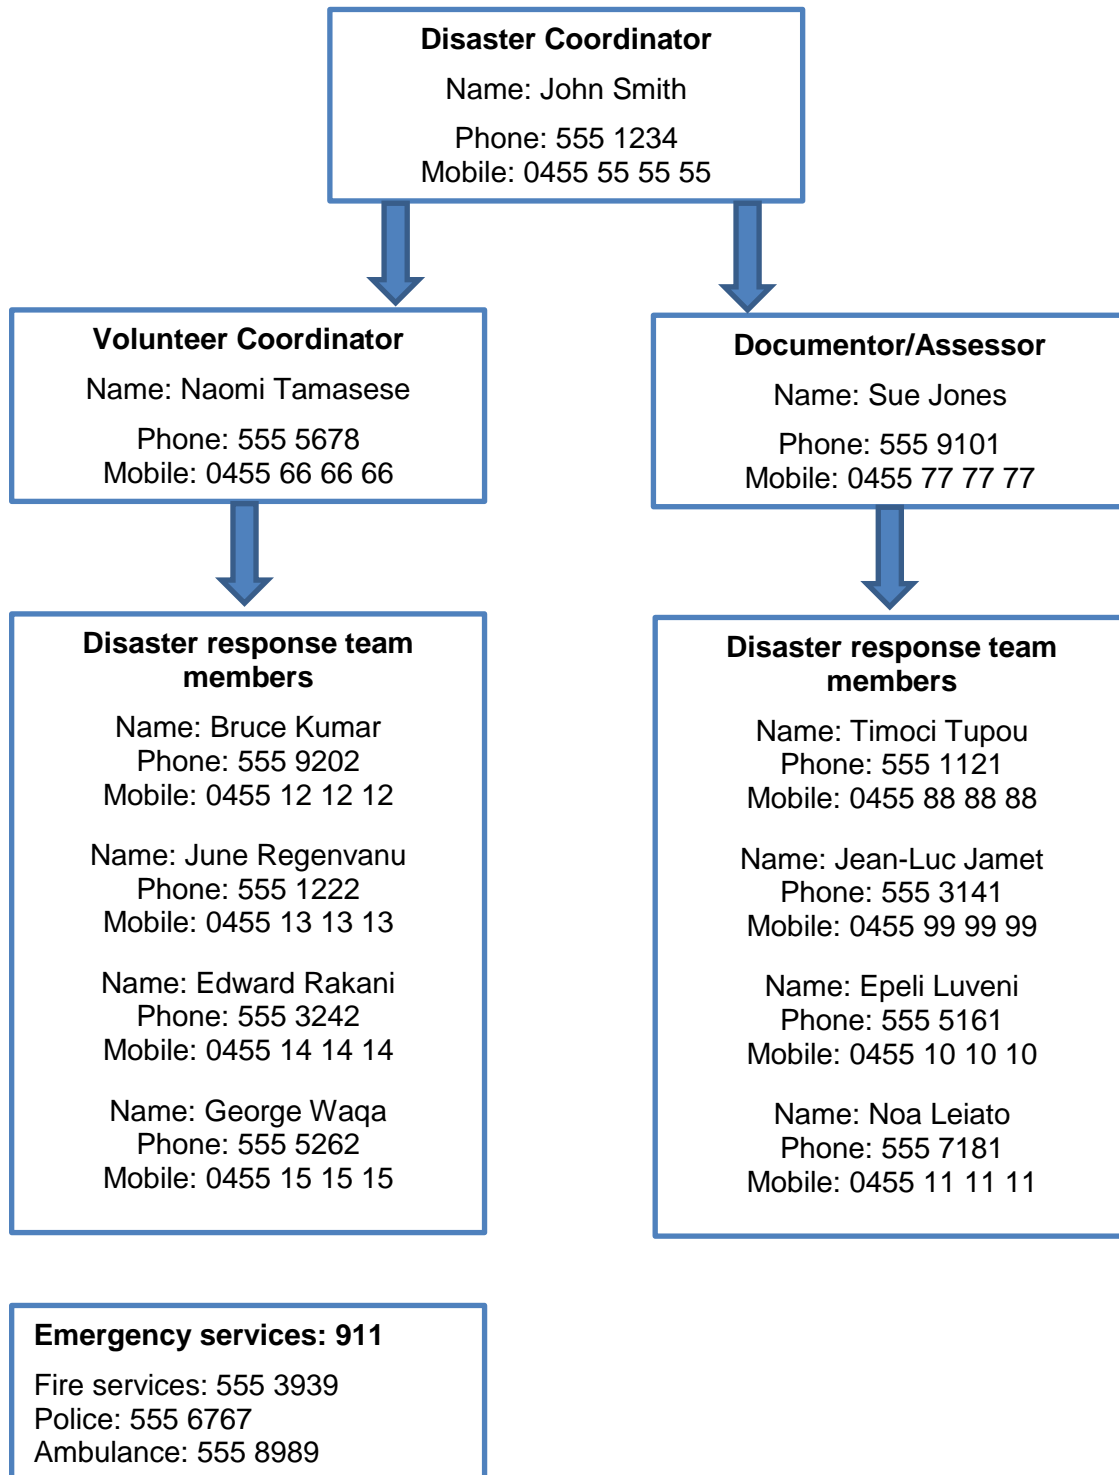 Disaster Coordinator
Name: John Smith
Phone: 555 1234
Mobile: 0455 55 55 55
Volunteer Coordinator
Name: Naomi Tamasese
Phone: 555 5678
Mobile: 0455 66 66 66
Documentor/Assessor
Name: Sue Jones
Phone: 555 9101
Mobile: 0455 77 77 77
Disaster response team
members
Name: Bruce Kumar
Phone: 555 9202
Mobile: 0455 12 12 12
Name: June Regenvanu
Phone: 555 1222
Mobile: 0455 13 13 13
Name: Edward Rakani
Phone: 555 3242
Mobile: 0455 14 14 14
Name: George Waqa
Phone: 555 5262
Mobile: 0455 15 15 15
Disaster response team
members
Name: Timoci Tupou
Phone: 555 1121
Mobile: 0455 88 88 88
Name: Jean-Luc Jamet
Phone: 555 3141
Mobile: 0455 99 99 99
Name: Epeli Luveni
Phone: 555 5161
Mobile: 0455 10 10 10
Name: Noa Leiato
Phone: 555 7181
Mobile: 0455 11 11 11
Emergency services: 911
Fire services: 555 3939
Police: 555 6767
Ambulance: 555 8989